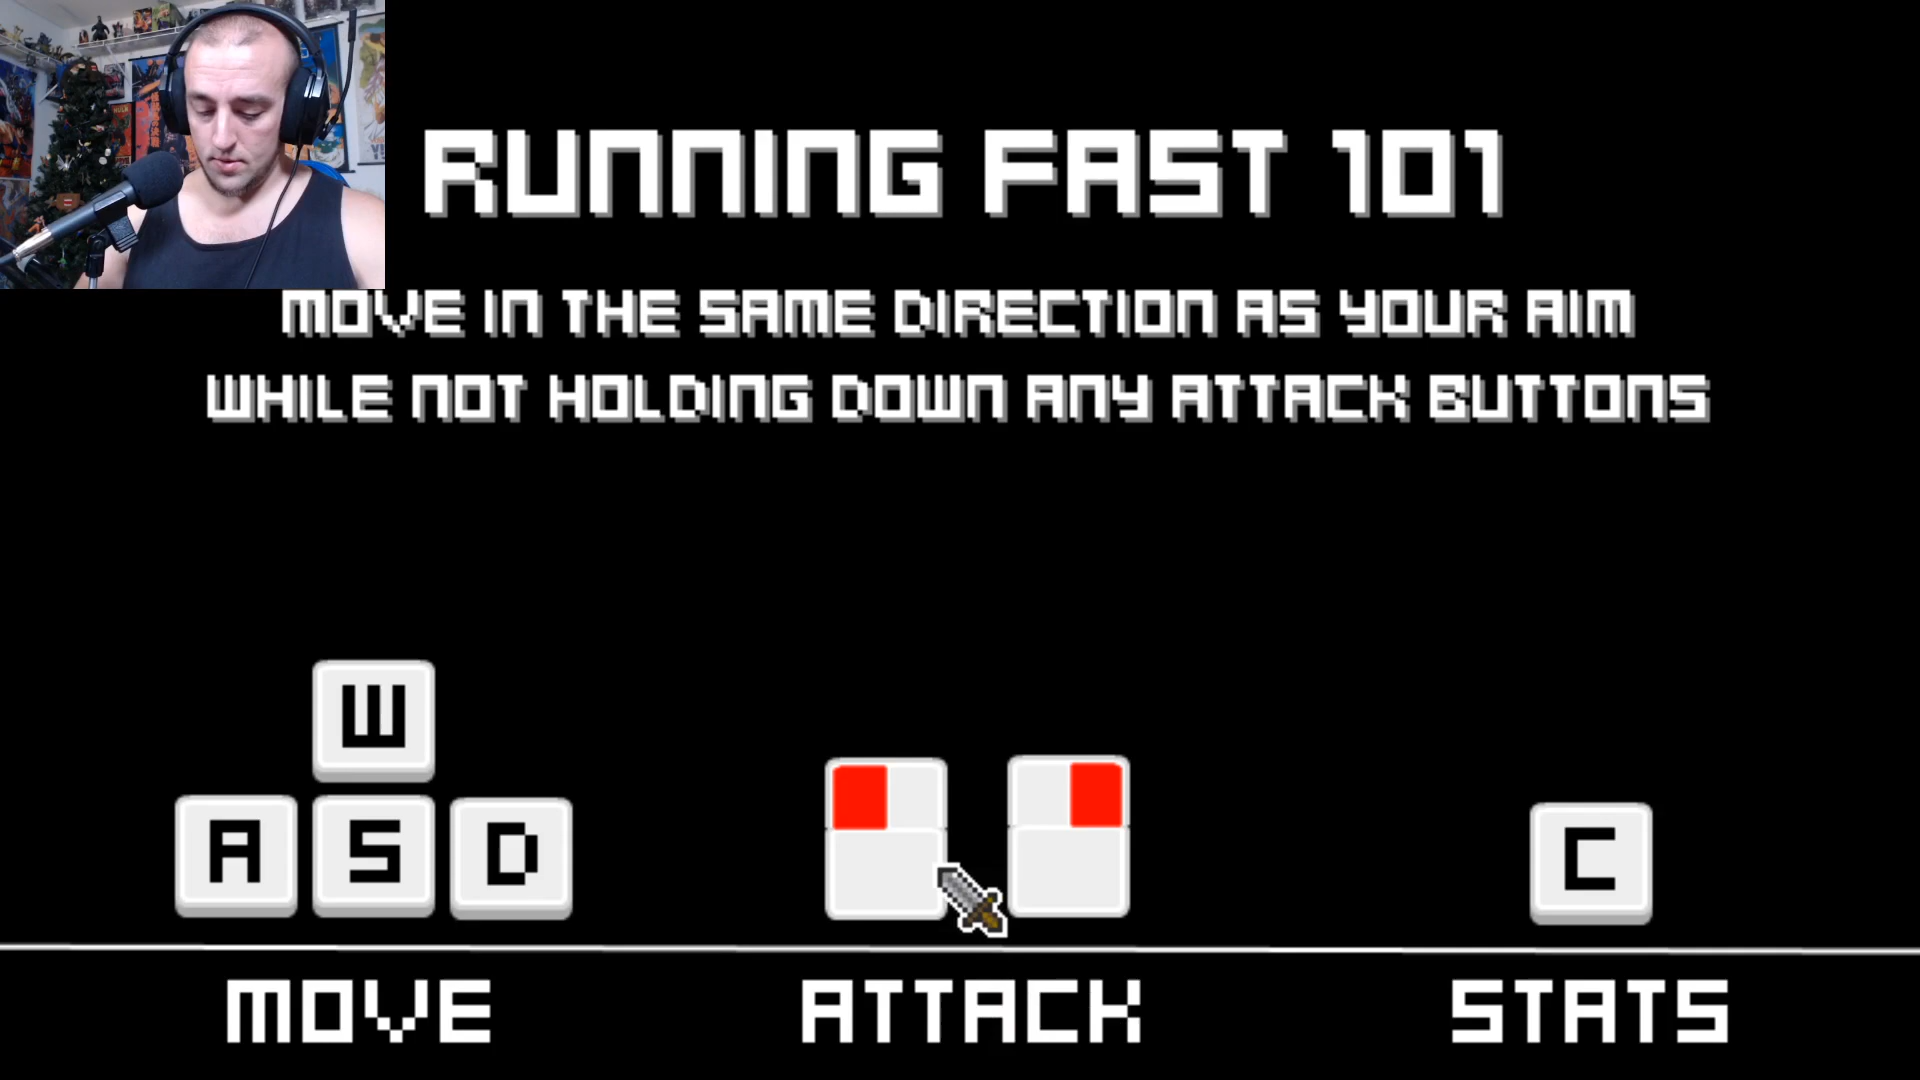 RUNNING FAST 101
MOVE IN THE SAME DIRECTION AS YOUR AIM
WHILE NOT HOLDING DOWN ANY ATTACK BUTTONS
W
A S D
C
MOVE ATTACK STATS